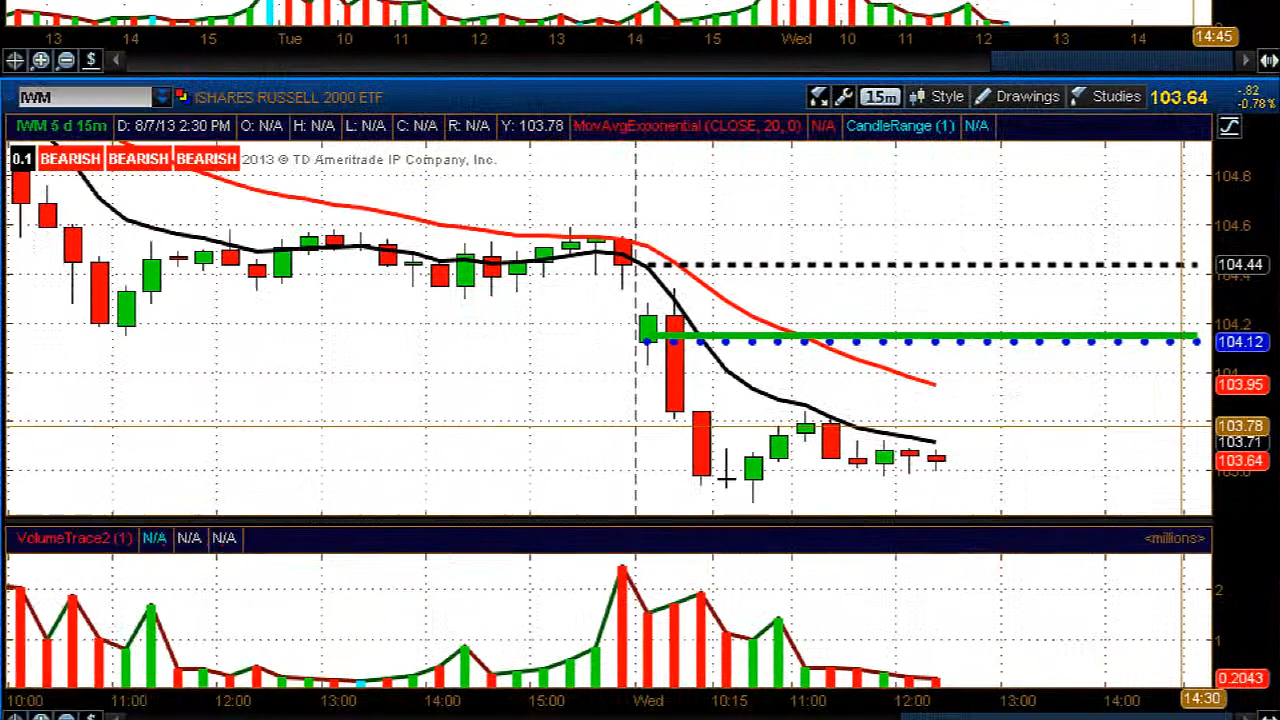 13 14 15 Tue 10 11 12 13 14 15 Wed 10 11 12 13 14 14:45
$
IWM ISHARES RUSSELL 2000 ETF 15m Style Drawings Studies 103.64 -.82 -0.78%
IWM 5 d 15m D: 8/7/13 2:30 PM O: N/A H: N/A L: N/A C: N/A R: N/A Y: 103.78 MovAvgExponential (CLOSE, 20, 0) N/A CandleRange (1) N/A
0.1 BEARISH BEARISH BEARISH 2013 © TD Ameritrade IP Company, Inc.
104.8
104.6
104.44
104.4
104.2
104.12
104
103.95
103.78
103.71
103.64
VolumeTrace2 (1) N/A N/A N/A <millions>
2
1
0.2043
10:00 11:00 12:00 13:00 14:00 15:00 Wed 10:15 11:00 12:00 13:00 14:00 14:30